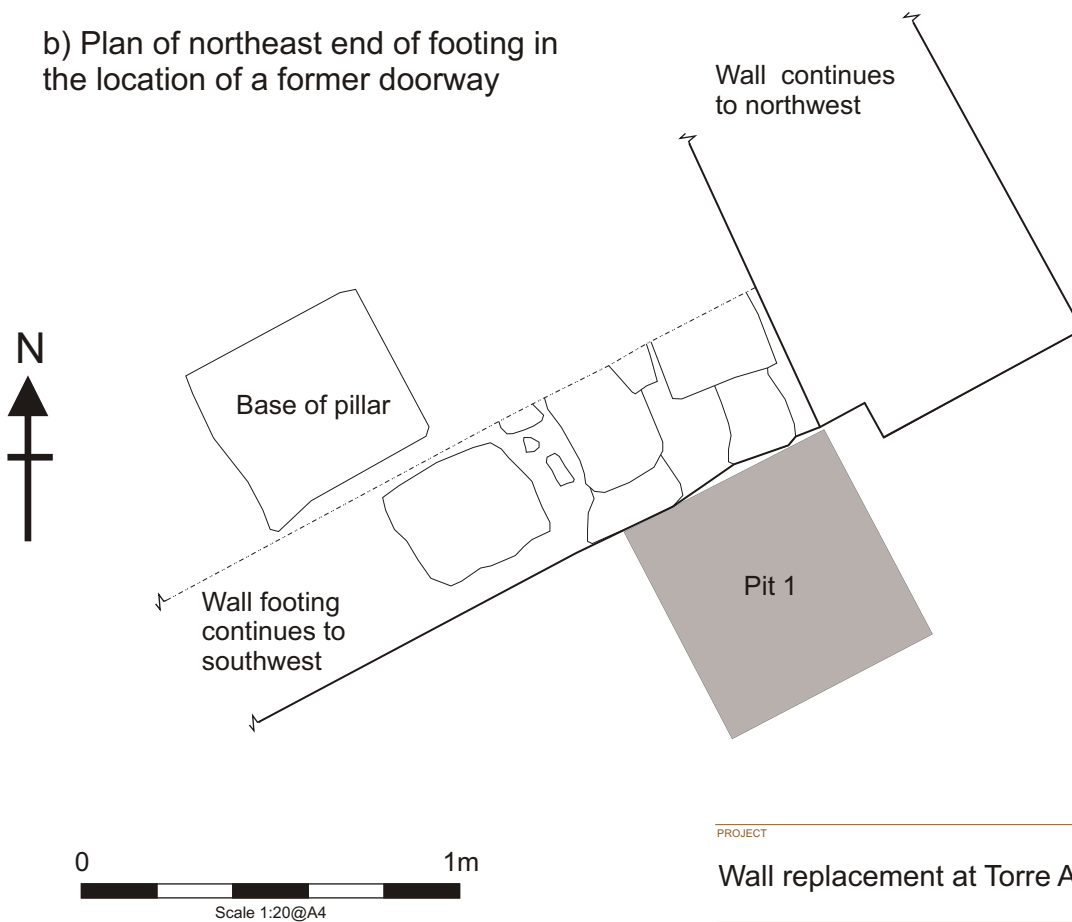 b) Plan of northeast end of footing in
the location of a former doorway
Wall continues
to northwest
N
Base of pillar
Wall footing
continues to
southwest
Pit 1
0 1m
Scale 1:20@A4
PROJECT
Wall replacement at Torre A